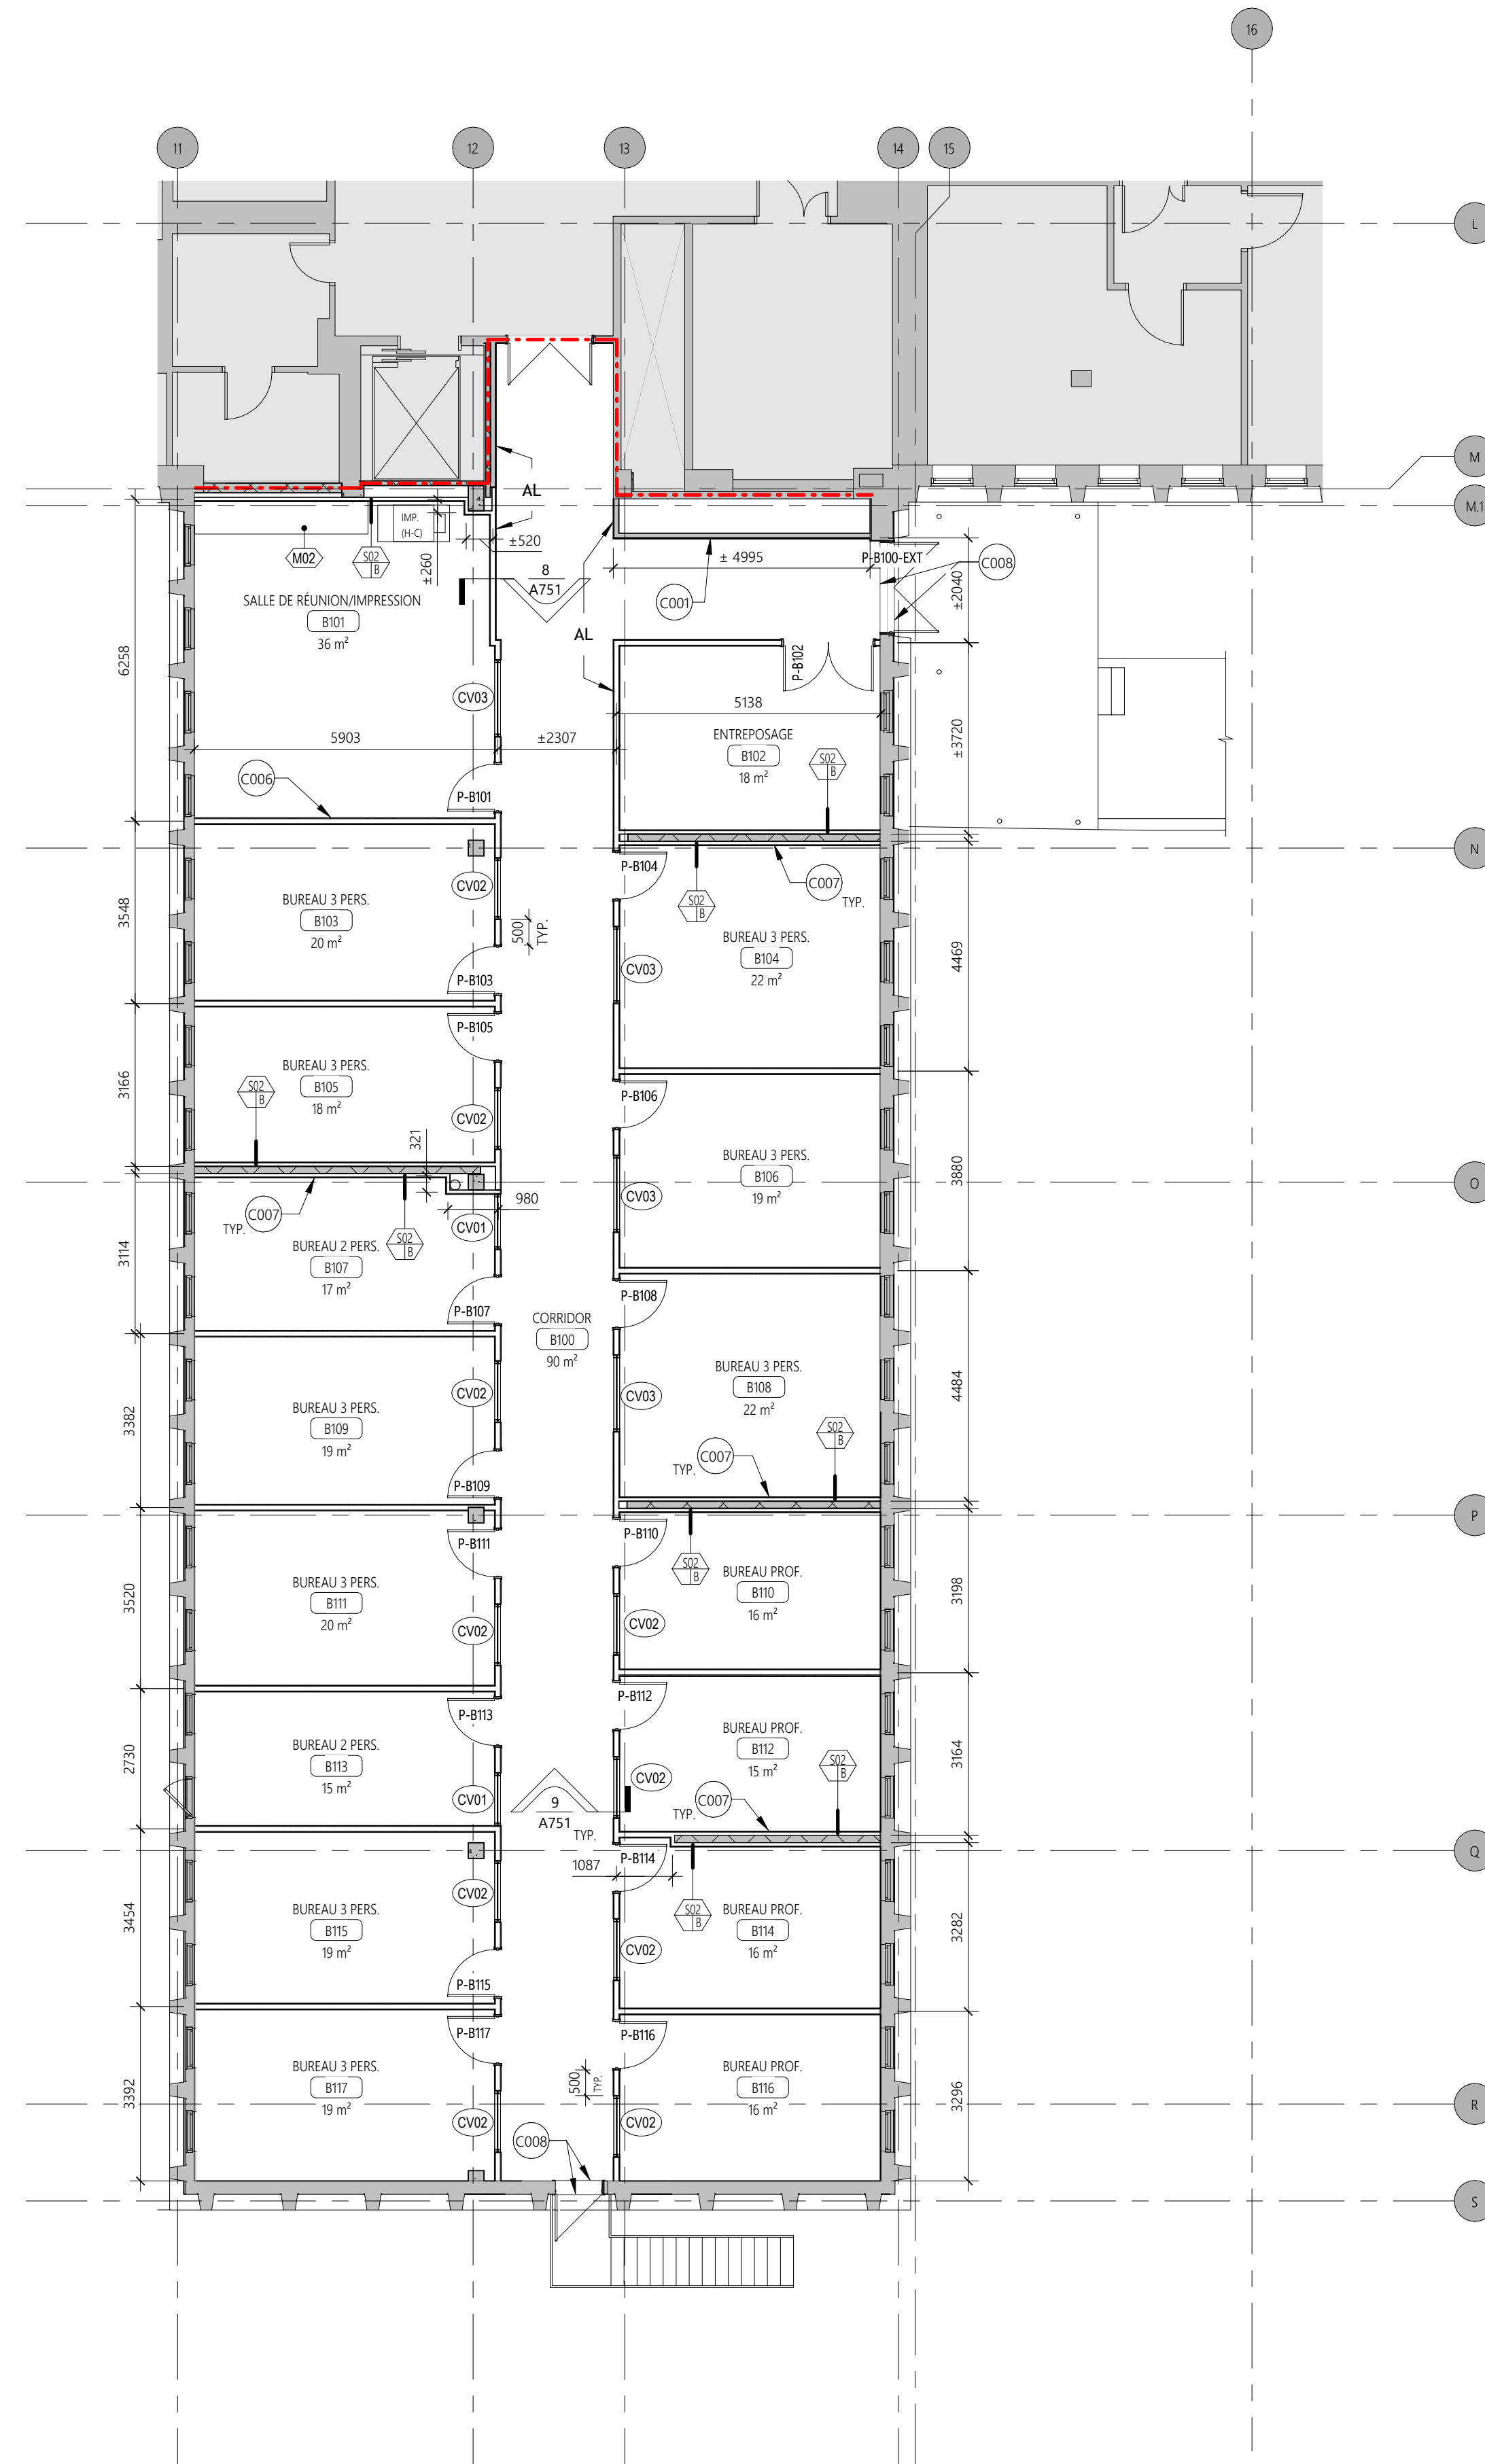 16
11
12
13
14
15
L
M
M.1
AL
IMP.
(H-C)
±520
M02
S02
B
±260
8
A751
± 4995
P-B100-EXT
C008
C001
±2040
SALLE DE RÉUNION/IMPRESSION
B101
36 m²
AL
6258
P-B102
CV03
5138
5903
±2307
ENTREPOSAGE
B102
18 m²
S02
B
±3720
C006
P-B101
N
P-B104
CV02
C007
TYP.
S02
B
BUREAU 3 PERS.
B103
20 m²
3548
500
TYP.
BUREAU 3 PERS.
B104
22 m²
CV03
4469
P-B103
P-B105
BUREAU 3 PERS.
B105
18 m²
S02
B
3166
CV02
321
P-B106
BUREAU 3 PERS.
B106
19 m²
CV03
3880
O
980
C007
TYP.
S02
B
CV01
BUREAU 2 PERS.
B107
17 m²
3114
P-B107
P-B108
CORRIDOR
B100
90 m²
BUREAU 3 PERS.
B108
22 m²
CV03
4484
CV02
BUREAU 3 PERS.
B109
19 m²
3382
S02
B
C007
TYP.
P-B109
P
P-B111
P-B110
S02
B
BUREAU 3 PERS.
B111
20 m²
3520
CV02
BUREAU PROF.
B110
16 m²
CV02
3198
P-B113
P-B112
BUREAU 2 PERS.
B113
15 m²
2730
CV01
BUREAU PROF.
B112
15 m²
CV02
S02
B
3164
9
A751
C007
TYP.
TYP.
P-B114
1087
Q
CV02
BUREAU 3 PERS.
B115
19 m²
3454
S02
B
BUREAU PROF.
B114
16 m²
CV02
3282
P-B115
P-B117
P-B116
BUREAU 3 PERS.
B117
19 m²
3392
CV02
500
TYP.
BUREAU PROF.
B116
16 m²
CV02
3296
R
C008
S